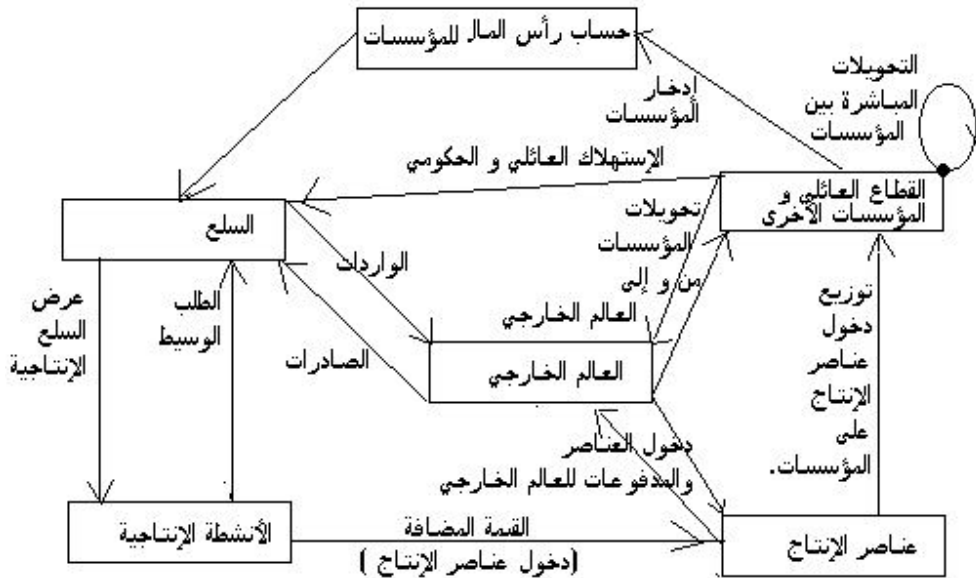 حساب رأس المال للمؤسسات
التحويلات
المباشرة بين
المؤسسات
إدخار
المؤسسات
الإستهلاك العائلي و الحكومي
القطاع العائلي و
المؤسسات الأخرى
تحويلات
المؤسسات
من و إلى
العالم الخارجي
السلع
الواردات
عرض
السلع
الإنتاجية
الطلب
الوسيط
الصادرات
العالم الخارجي
توزيع
دخول
عناصر
الإنتاج
على
المؤسسات.
دخول العناصر
والمدفوعات للعالم الخارجي
الأنشطة الإنتاجية
القمة المضافة
(دخول عناصر الإنتاج )
عناصر الإنتاج